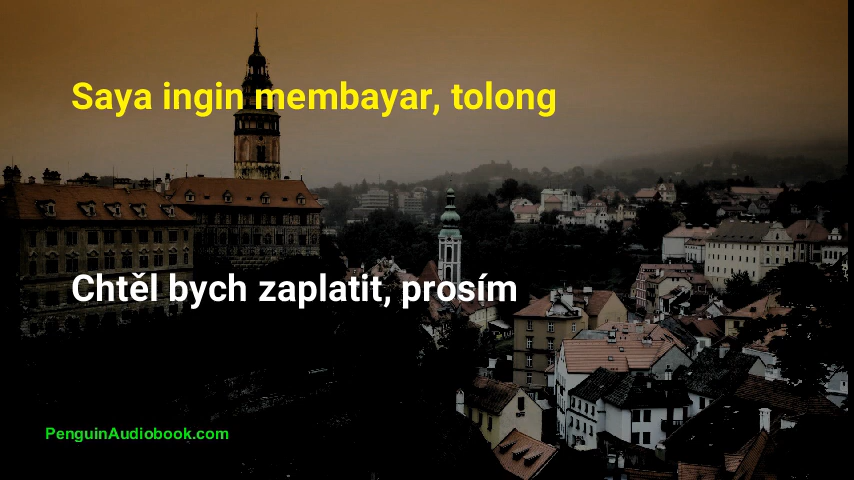 Saya ingin membayar, tolong
Chtěl bych zaplatit, prosím
PenguinAudiobook.com